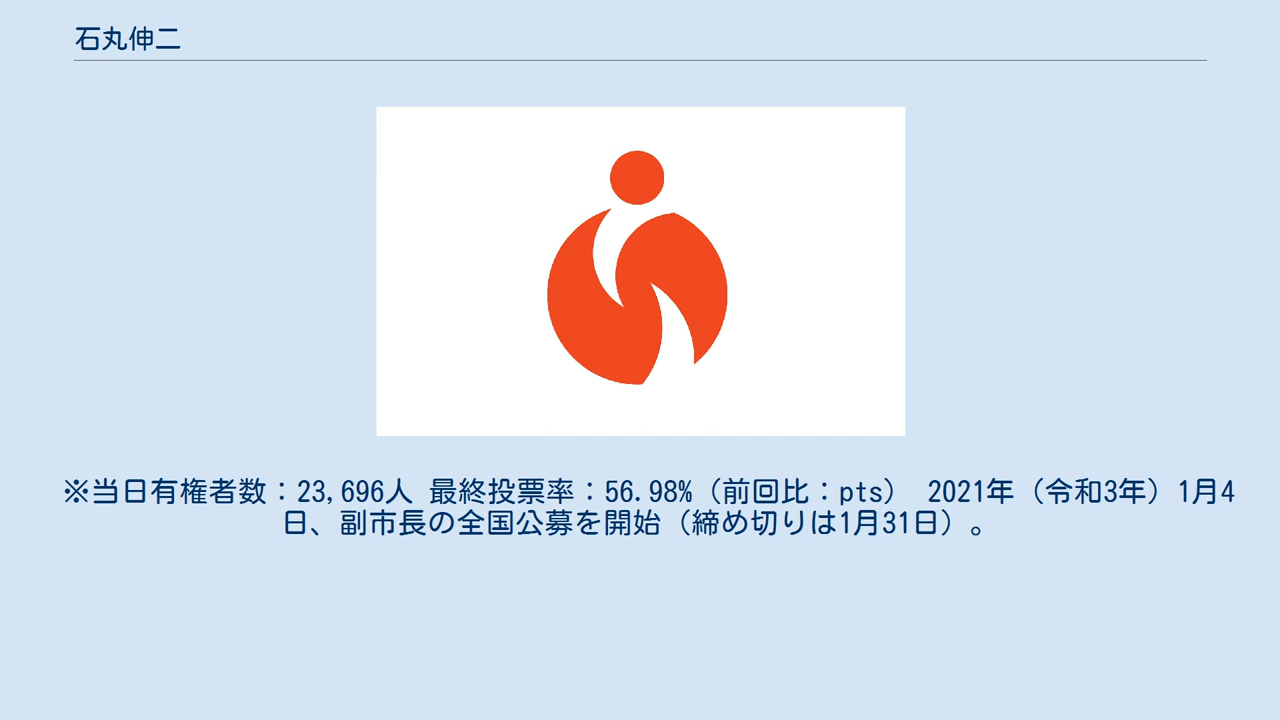 石丸伸二
※当日有権者数：23,696人 最終投票率：56.98%（前回比：pts） 2021年（令和3年）1月4
日、副市長の全国公募を開始（締め切りは1月31日）。